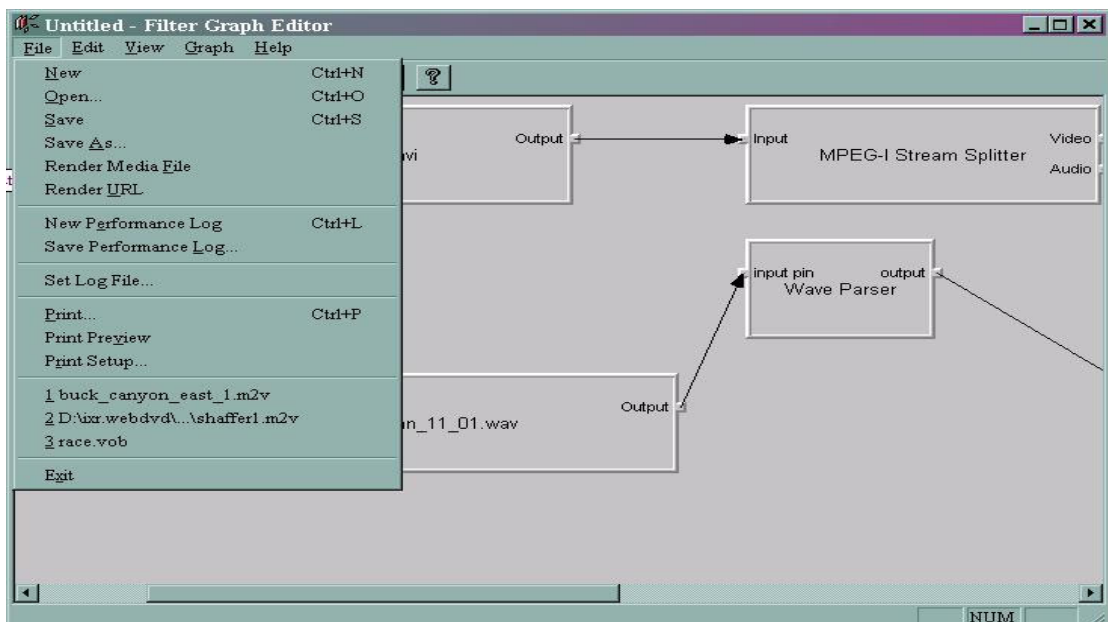 Untitled - Filter Graph Editor
File Edit View Graph Help
New Ctrl+N
Open... Ctrl+O
Save Ctrl+S
Save As...
Render Media File
Render URL
New Performance Log Ctrl+L
Save Performance Log...
Set Log File...
Print... Ctrl+P
Print Preview
Print Setup...
1 buck_canyon_east_1.m2v
2 D:\ixr.webdvd\...\shaffer1.m2v
3 race.vob
Exit
?
Output
Input
MPEG-I Stream Splitter
Video
Audio
input pin output
Wave Parser
Output
_11_01.wav
NUM